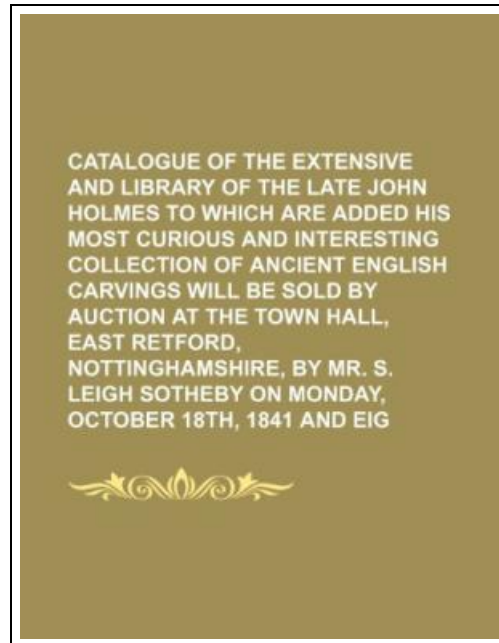 CATALOGUE OF THE EXTENSIVE
AND LIBRARY OF THE LATE JOHN
HOLMES TO WHICH ARE ADDED HIS
MOST CURIOUS AND INTERESTING
COLLECTION OF ANCIENT ENGLISH
CARVINGS WILL BE SOLD BY
AUCTION AT THE TOWN HALL,
EAST RETFORD,
NOTTINGHAMSHIRE, BY MR. S.
LEIGH SOTHEBY ON MONDAY,
OCTOBER 18TH, 1841 AND EIG